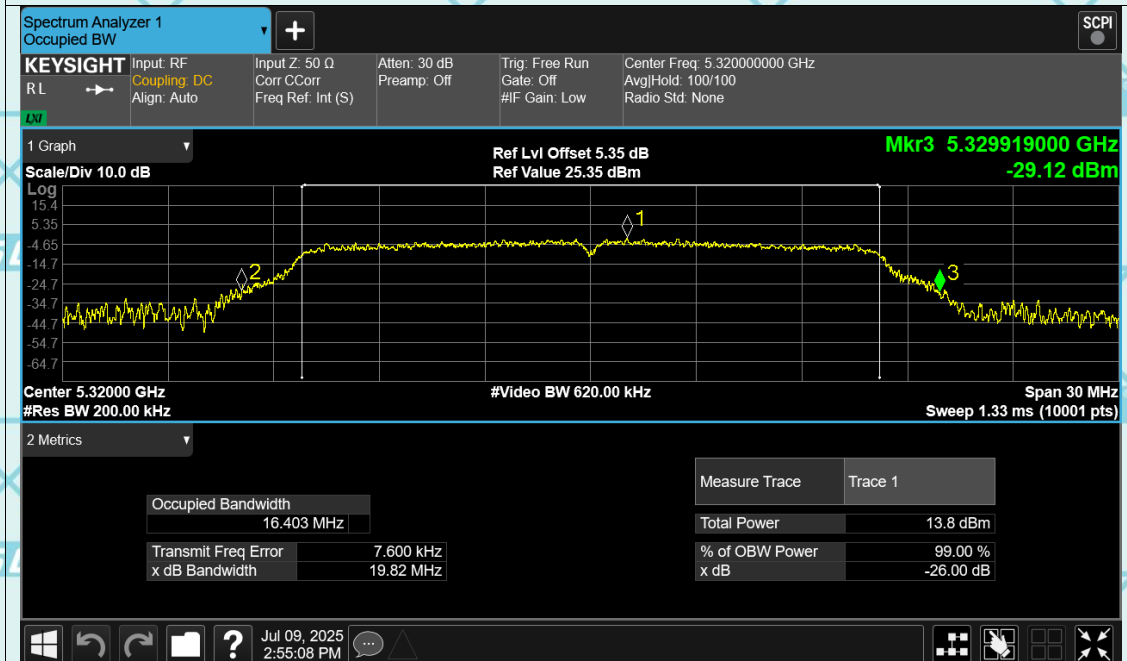 Spectrum Analyzer 1
Occupied BW
SCPI
KEYSIGHT
RL
LXI
Input: RF
Coupling: DC
Align: Auto
Input Z: 50 Ω
Corr CCorr
Freq Ref: Int (S)
Atten: 30 dB
Preamp: Off
Trig: Free Run
Gate: Off
#IF Gain: Low
Center Freq: 5.320000000 GHz
Avg|Hold: 100/100
Radio Std: None
1 Graph
Scale/Div 10.0 dB
Ref Lvl Offset 5.35 dB
Ref Value 25.35 dBm
Mkr3 5.329919000 GHz
-29.12 dBm
Log
15.4
5.35
-4.65
-14.7
-24.7
-34.7
-44.7
-54.7
-64.7
1
2
3
Center 5.32000 GHz
#Video BW 620.00 kHz
Span 30 MHz
#Res BW 200.00 kHz
Sweep 1.33 ms (10001 pts)
2 Metrics
Occupied Bandwidth
16.403 MHz
Transmit Freq Error 7.600 kHz
x dB Bandwidth 19.82 MHz
Measure Trace Trace 1
Total Power 13.8 dBm
% of OBW Power 99.00 %
x dB -26.00 dB
?
Jul 09, 2025
2:55:08 PM